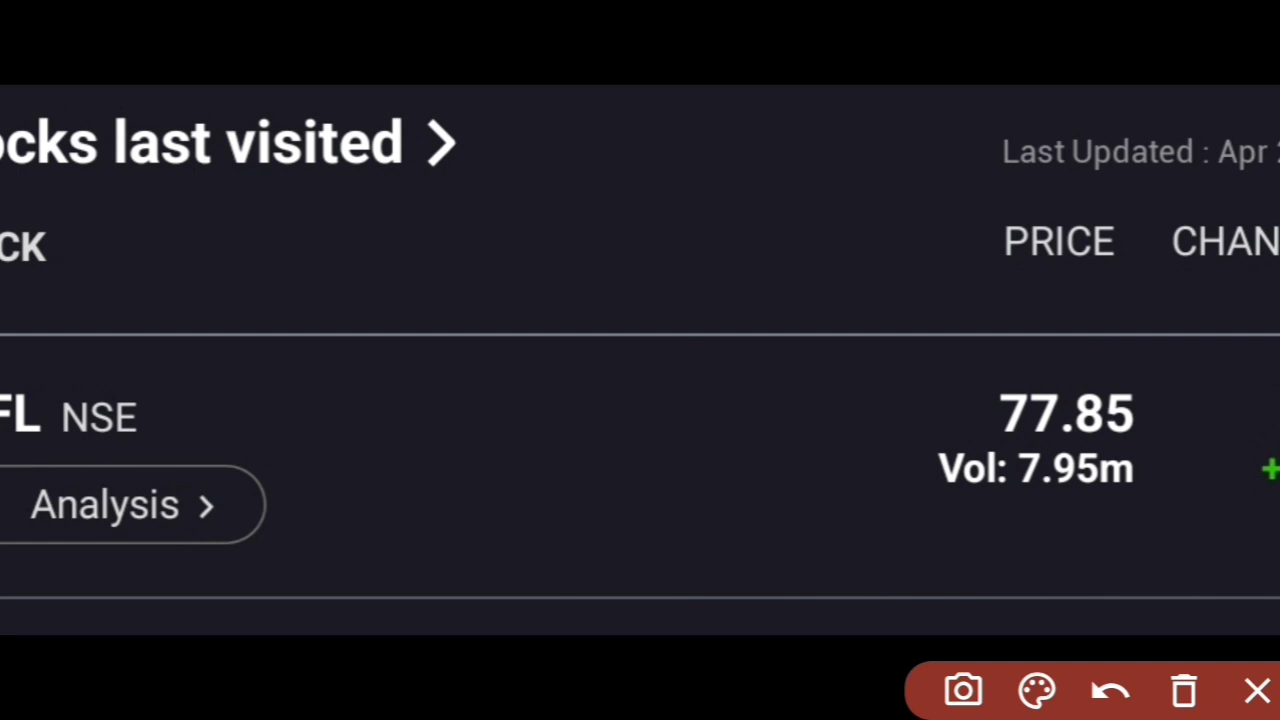 ocks last visited
Last Updated : Apr
CK
PRICE CHAN
FL NSE
77.85
Vol: 7.95m
+
Analysis